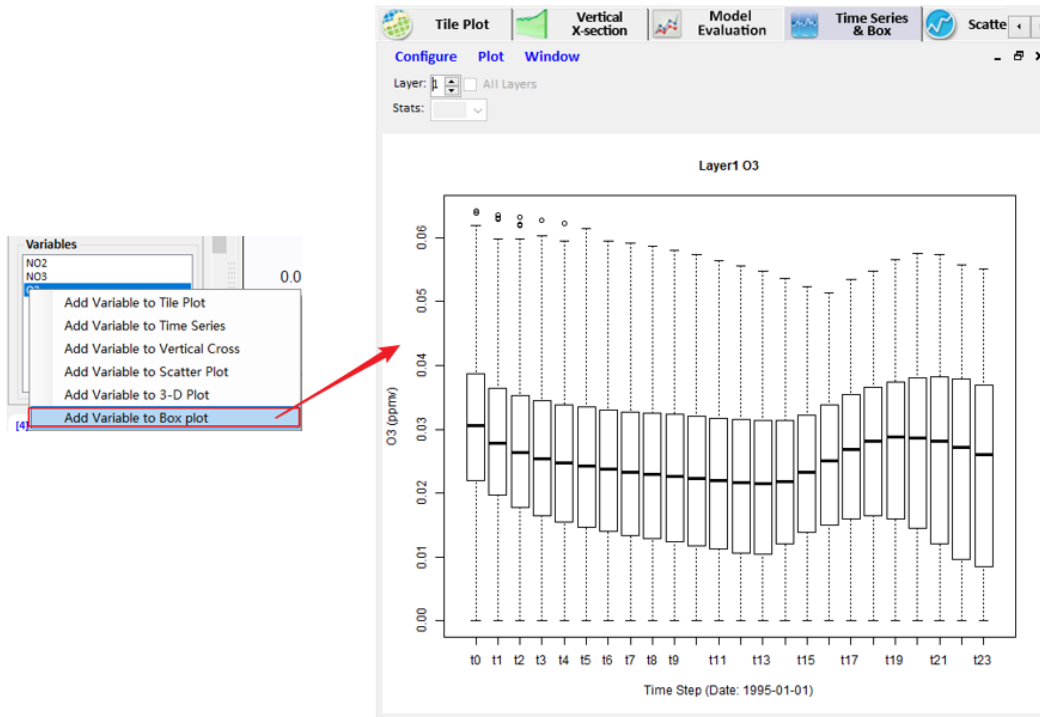 Tile Plot
Vertical
X-section
Model
Evaluation
Time Series
& Box
Scatte
Configure Plot Window
Layer: 1 All Layers
Stats:
Layer1 O3
0.06
0.05
0.04
0.03
0.02
0.01
0.00
O3 (ppmv)
t0 t1 t2 t3 t4 t5 t6 t7 t8 t9 t11 t13 t15 t17 t19 t21 t23
Time Step (Date: 1995-01-01)
Variables
NO2
NO3
0.0
Add Variable to Tile Plot
Add Variable to Time Series
Add Variable to Vertical Cross
Add Variable to Scatter Plot
Add Variable to 3-D Plot
Add Variable to Box plot
[4]